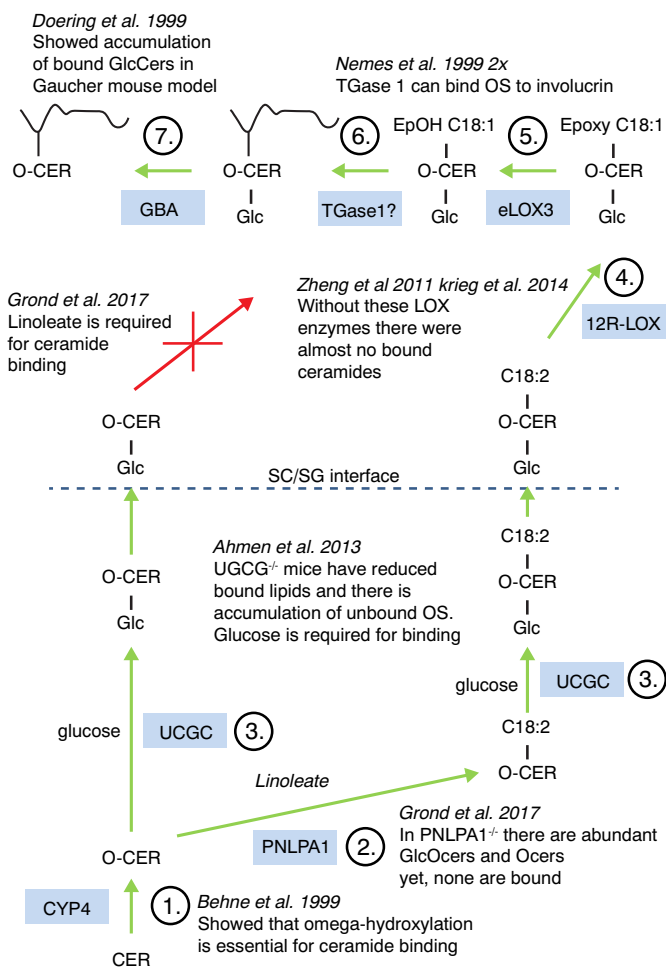 Doering et al. 1999
Showed accumulation
of bound GlcCers in
Gaucher mouse model
Nemes et al. 1999 2x
TGase 1 can bind OS to involucrin
7.
6.
EpOH C18:1
5.
Epoxy C18:1
O-CER
O-CER
O-CER
O-CER
GBA
Glc
TGase1?
Glc
eLOX3
Glc
Grond et al. 2017
Linoleate is required
for ceramide
binding
Zheng et al 2011 krieg et al. 2014
Without these LOX
enzymes there were
almost no bound
ceramides
4.
12R-LOX
C18:2
O-CER
O-CER
Glc
Glc
SC/SG interface
Ahmen et al. 2013
UGCG-/- mice have reduced
bound lipids and there is
accumulation of unbound OS.
Glucose is required for binding
C18:2
O-CER
O-CER
Glc
Glc
glucose
UCGC
3.
glucose
UCGC
3.
C18:2
O-CER
Linoleate
PNLPA1
2.
Grond et al. 2017
In PNLPA1-/- there are abundant
GlcOcers and Ocers
yet, none are bound
O-CER
CYP4
1.
Behne et al. 1999
Showed that omega-hydroxylation
is essential for ceramide binding
CER